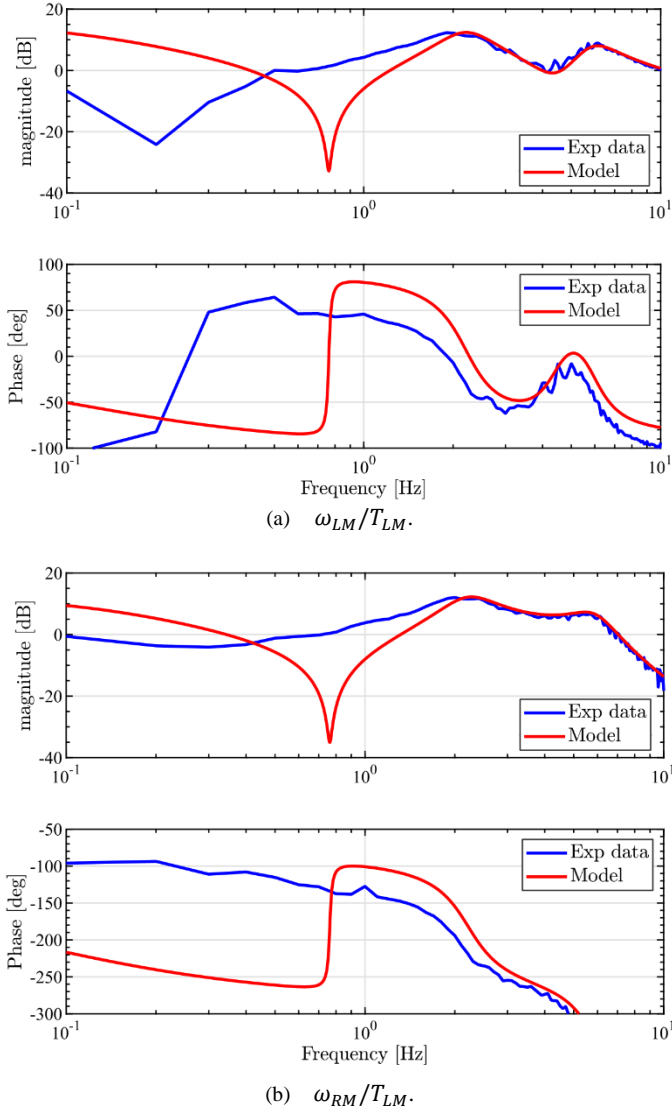 20
0
-20
-40
magnitude [dB]
Exp data
Model
10^-1
10^0
10^1
100
50
0
-50
-100
Phase [deg]
Exp data
Model
10^-1
10^0
10^1
Frequency [Hz]
(a) ω_LM/T_LM.
20
0
-20
-40
magnitude [dB]
Exp data
Model
10^-1
10^0
10^1
-50
-100
-150
-200
-250
-300
Phase [deg]
Exp data
Model
10^-1
10^0
10^1
Frequency [Hz]
(b) ω_RM/T_LM.